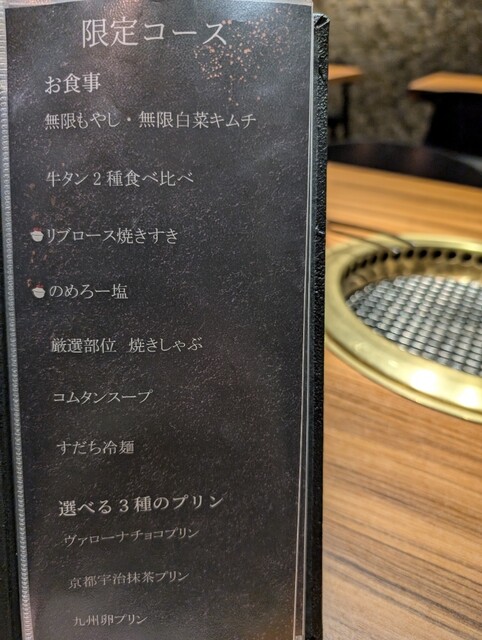 限定コース
お食事
無限もやし・無限白菜キムチ
牛タン2種食べ比べ
リブロース焼きすき
のめろー塩
厳選部位 焼きしゃぶ
コムタンスープ
すだち冷麺
選べる3種のプリン
ヴァローナチョコプリン
京都宇治抹茶プリン
九州卵プリン